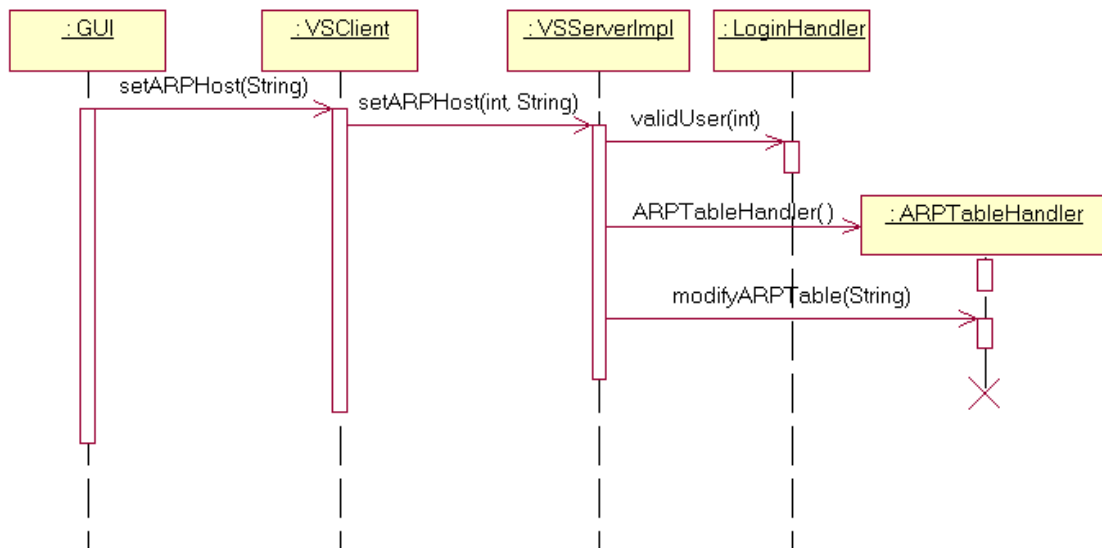 : GUI
: VSClient
: VSServerImpl
: LoginHandler
setARPHost(String)
setARPHost(int, String)
validUser(int)
ARPTableHandler( )
: ARPTableHandler
modifyARPTable(String)